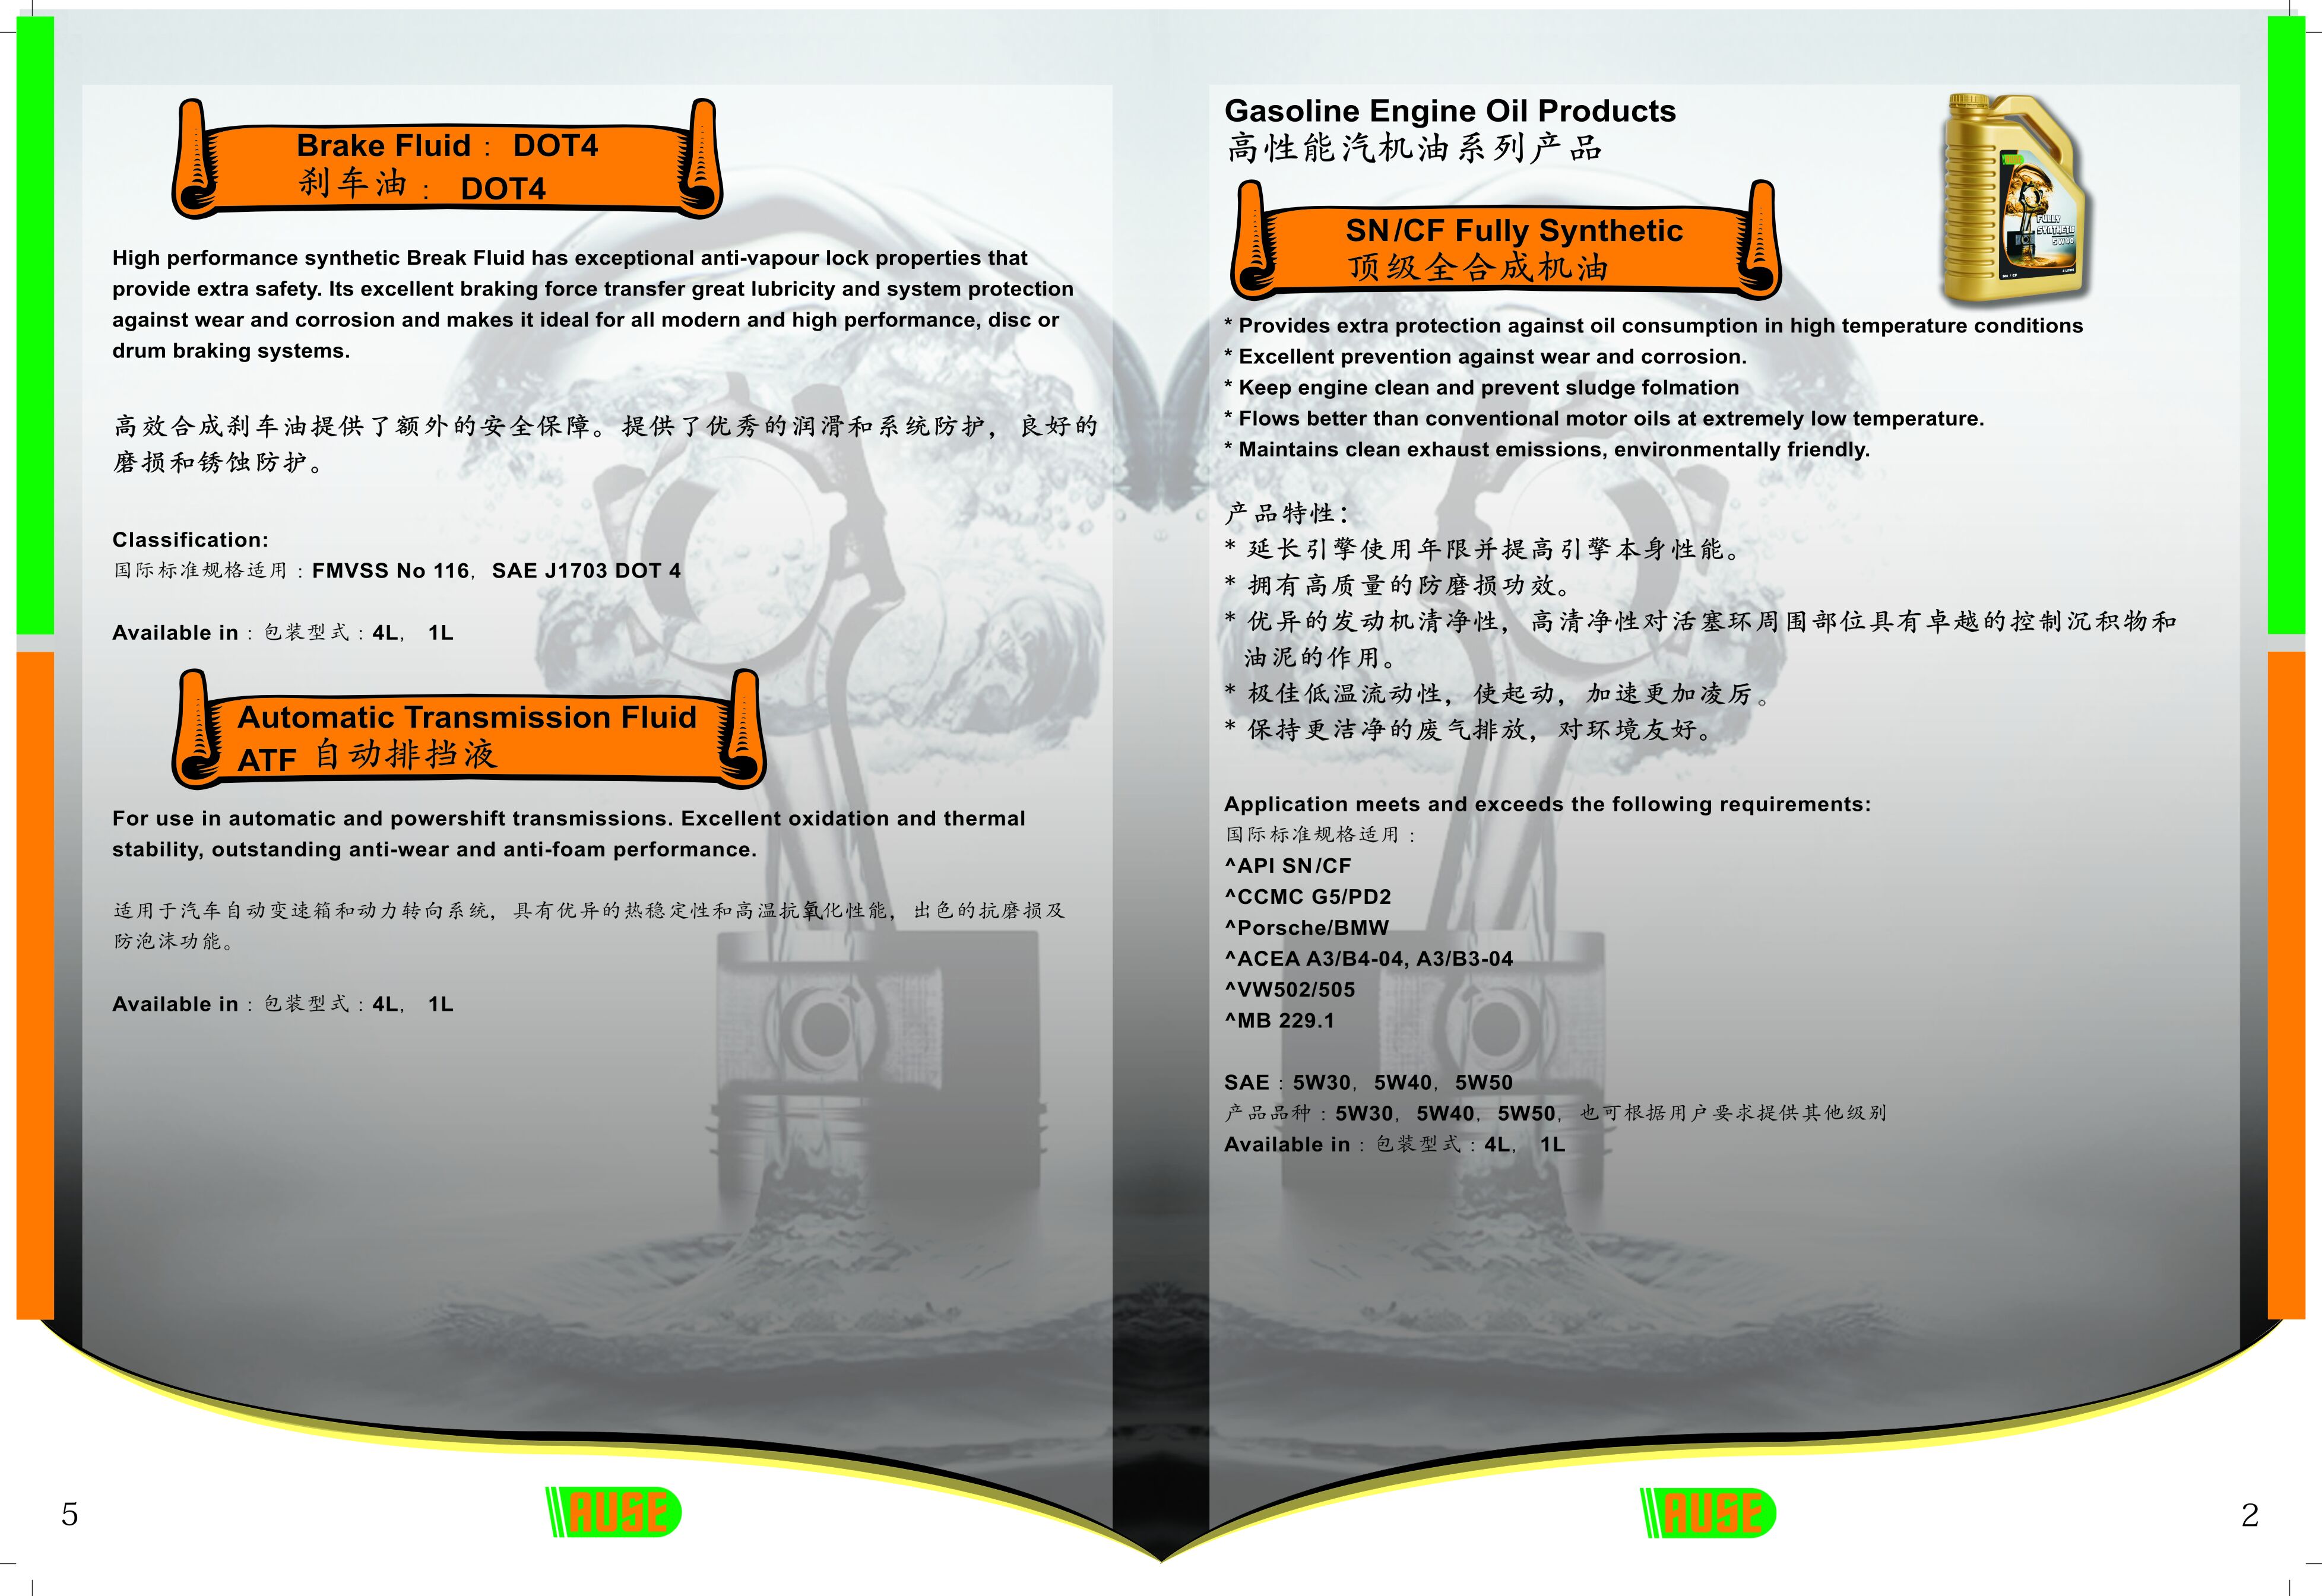 Brake Fluid : DOT4
刹车油 : DOT4
High performance synthetic Break Fluid has exceptional anti-vapour lock properties that
provide extra safety. Its excellent braking force transfer great lubricity and system protection
against wear and corrosion and makes it ideal for all modern and high performance, disc or
drum braking systems.
高效合成刹车油提供了额外的安全保障。提供了优秀的润滑和系统防护，良好的
磨损和锈蚀防护。
Classification:
国际标准规格适用 : FMVSS No 116, SAE J1703 DOT 4
Available in : 包装型式 : 4L, 1L
Automatic Transmission Fluid
ATF 自动排挡液
For use in automatic and powershift transmissions. Excellent oxidation and thermal
stability, outstanding anti-wear and anti-foam performance.
适用于汽车自动变速箱和动力转向系统，具有优异的热稳定性和高温抗氧化性能，出色的抗磨损及
防泡沫功能。
Available in : 包装型式 : 4L, 1L
5
AUSE
Gasoline Engine Oil Products
高性能汽机油系列产品
SN/CF Fully Synthetic
顶级全合成机油
FULLY
SYNTHETIC
5W40
SN / CF
4 LITRES
* Provides extra protection against oil consumption in high temperature conditions
* Excellent prevention against wear and corrosion.
* Keep engine clean and prevent sludge folmation
* Flows better than conventional motor oils at extremely low temperature.
* Maintains clean exhaust emissions, environmentally friendly.
产品特性：
* 延长引擎使用年限并提高引擎本身性能。
* 拥有高质量的防磨损功效。
* 优异的发动机清净性，高清净性对活塞环周围部位具有卓越的控制沉积物和
油泥的作用。
* 极佳低温流动性，使起动，加速更加凌厉。
* 保持更洁净的废气排放，对环境友好。
Application meets and exceeds the following requirements:
国际标准规格适用 :
^API SN/CF
^CCMC G5/PD2
^Porsche/BMW
^ACEA A3/B4-04, A3/B3-04
^VW502/505
^MB 229.1
SAE : 5W30, 5W40, 5W50
产品品种 : 5W30, 5W40, 5W50, 也可根据用户要求提供其他级别
Available in : 包装型式 : 4L, 1L
AUSE
2